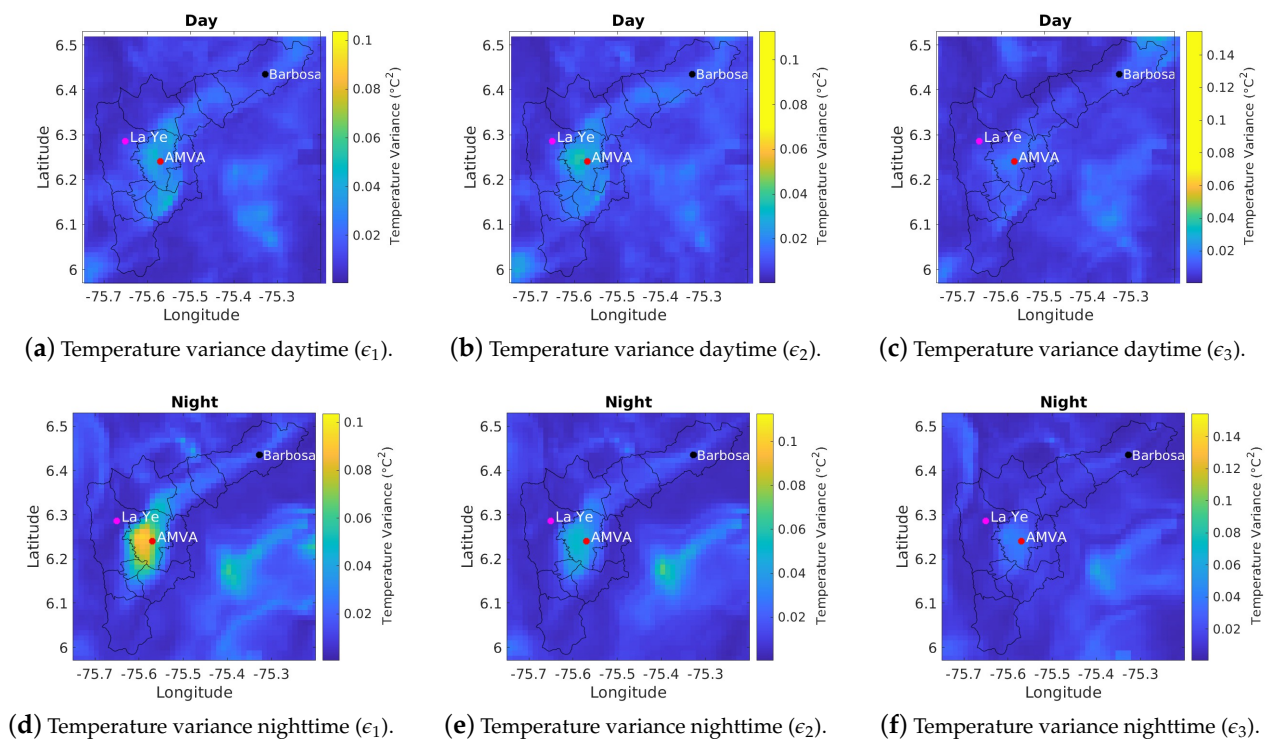 Day
6.5
6.4
6.3
6.2
6.1
6
Latitude
-75.7 -75.6 -75.5 -75.4 -75.3
Longitude
Barbosa
La Ye
AMVA
0.1
0.08
0.06
0.04
0.02
Temperature Variance (°C²)
(a) Temperature variance daytime (ϵ₁).
Day
6.5
6.4
6.3
6.2
6.1
6
Latitude
-75.7 -75.6 -75.5 -75.4 -75.3
Longitude
Barbosa
La Ye
AMVA
0.1
0.08
0.06
0.04
0.02
Temperature Variance (°C²)
(b) Temperature variance daytime (ϵ₂).
Day
6.5
6.4
6.3
6.2
6.1
6
Latitude
-75.7 -75.6 -75.5 -75.4 -75.3
Longitude
Barbosa
La Ye
AMVA
0.14
0.12
0.10
0.08
0.06
0.04
0.02
Temperature Variance (°C²)
(c) Temperature variance daytime (ϵ₃).
Night
6.5
6.4
6.3
6.2
6.1
6
Latitude
-75.7 -75.6 -75.5 -75.4 -75.3
Longitude
Barbosa
La Ye
AMVA
0.1
0.08
0.06
0.04
0.02
Temperature Variance (°C²)
(d) Temperature variance nighttime (ϵ₁).
Night
6.5
6.4
6.3
6.2
6.1
6
Latitude
-75.7 -75.6 -75.5 -75.4 -75.3
Longitude
Barbosa
La Ye
AMVA
0.1
0.08
0.06
0.04
0.02
Temperature Variance (°C²)
(e) Temperature variance nighttime (ϵ₂).
Night
6.5
6.4
6.3
6.2
6.1
6
Latitude
-75.7 -75.6 -75.5 -75.4 -75.3
Longitude
Barbosa
La Ye
AMVA
0.14
0.12
0.10
0.08
0.06
0.04
0.02
Temperature Variance (°C²)
(f) Temperature variance nighttime (ϵ₃).